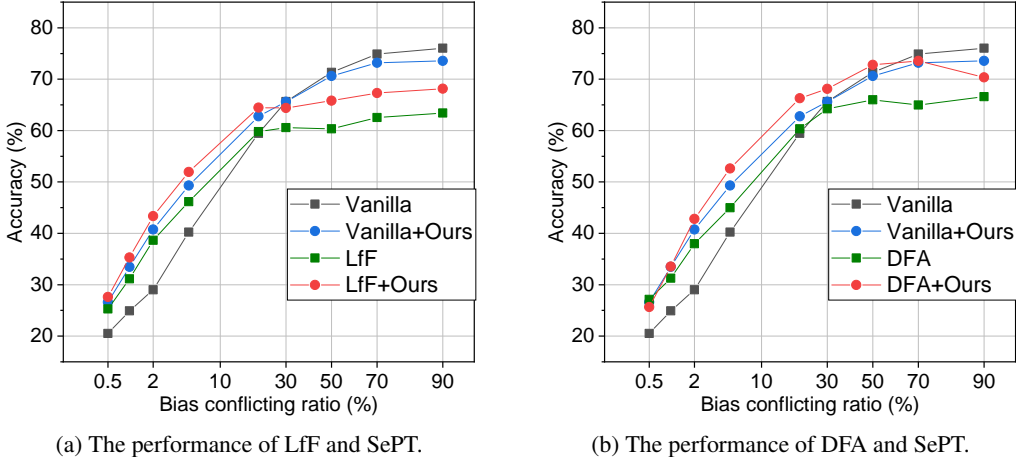 80
70
60
50
40
30
20
Accuracy (%)
0.5 2 10 30 50 70 90
Bias conflicting ratio (%)
Vanilla
Vanilla+Ours
LfF
LfF+Ours
(a) The performance of LfF and SePT.
80
70
60
50
40
30
20
Accuracy (%)
0.5 2 10 30 50 70 90
Bias conflicting ratio (%)
Vanilla
Vanilla+Ours
DFA
DFA+Ours
(b) The performance of DFA and SePT.